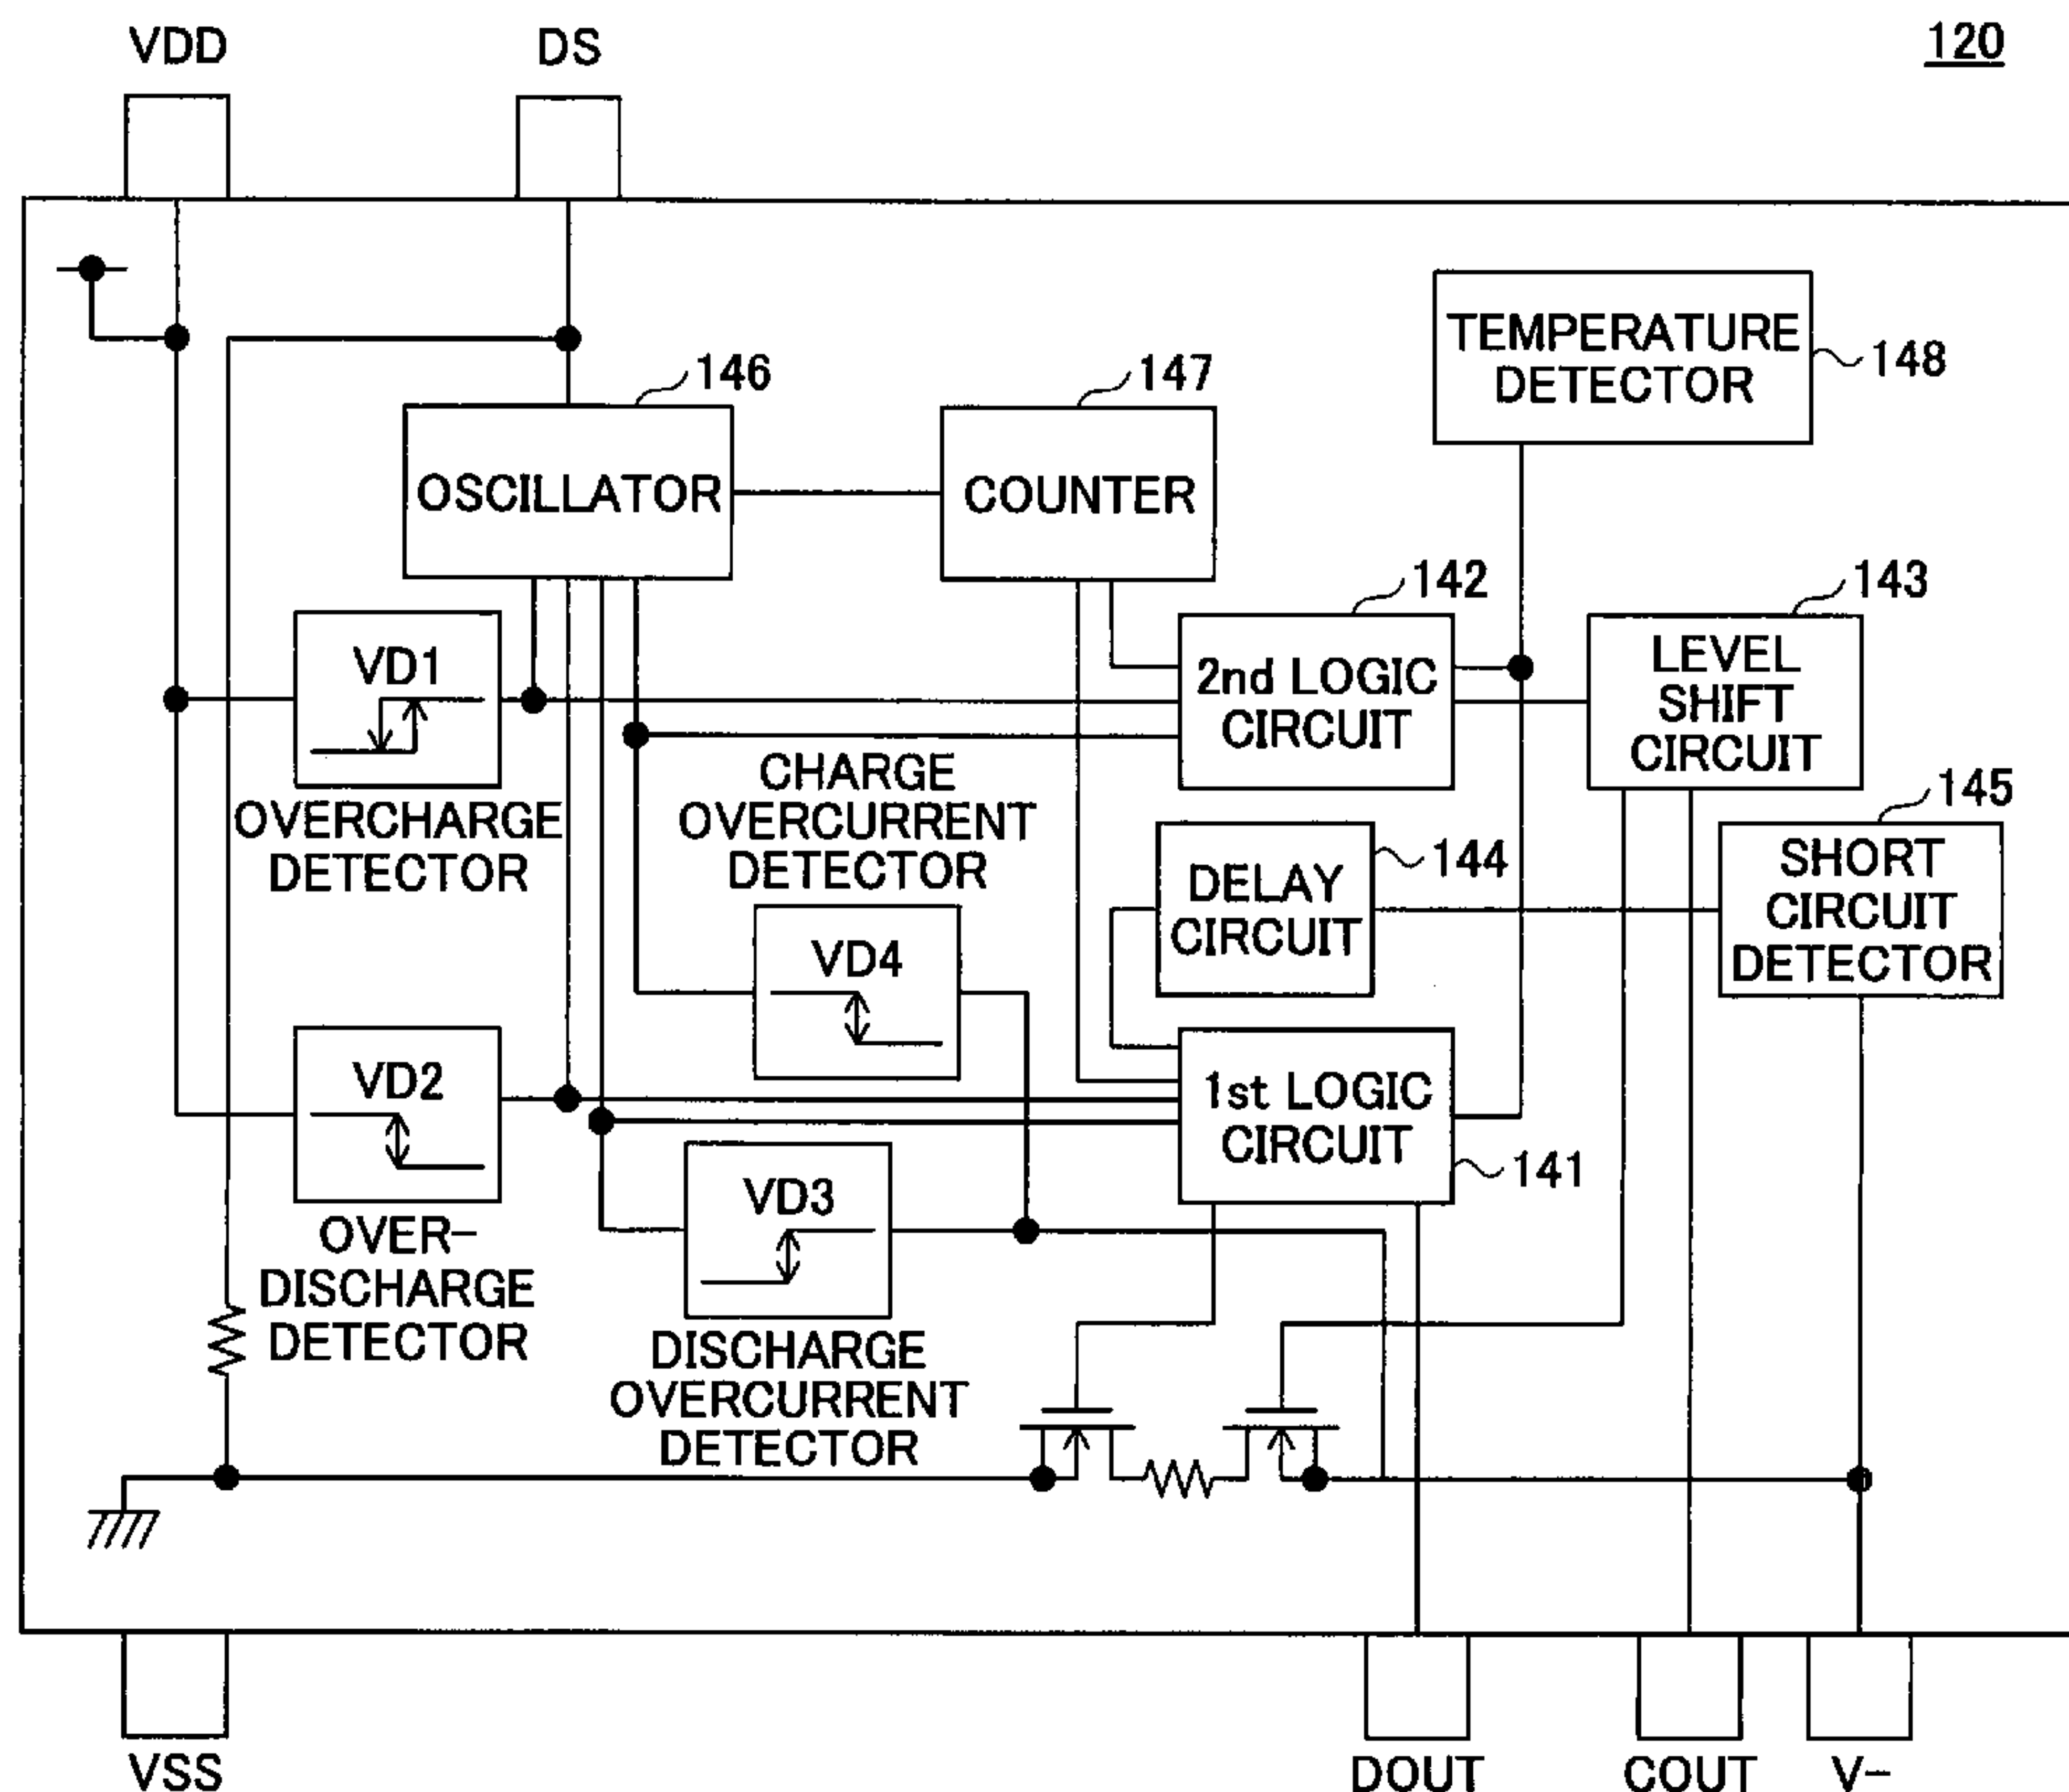 VDD
DS
120
TEMPERATURE
DETECTOR
148
146
147
OSCILLATOR
COUNTER
142
143
VD1
2nd LOGIC
CIRCUIT
LEVEL
SHIFT
CIRCUIT
OVERCHARGE
DETECTOR
CHARGE
OVERCURRENT
DETECTOR
145
144
DELAY
CIRCUIT
SHORT
CIRCUIT
DETECTOR
VD4
VD2
1st LOGIC
CIRCUIT
141
VD3
OVER-
DISCHARGE
DETECTOR
DISCHARGE
OVERCURRENT
DETECTOR
VSS
DOUT
COUT
V-